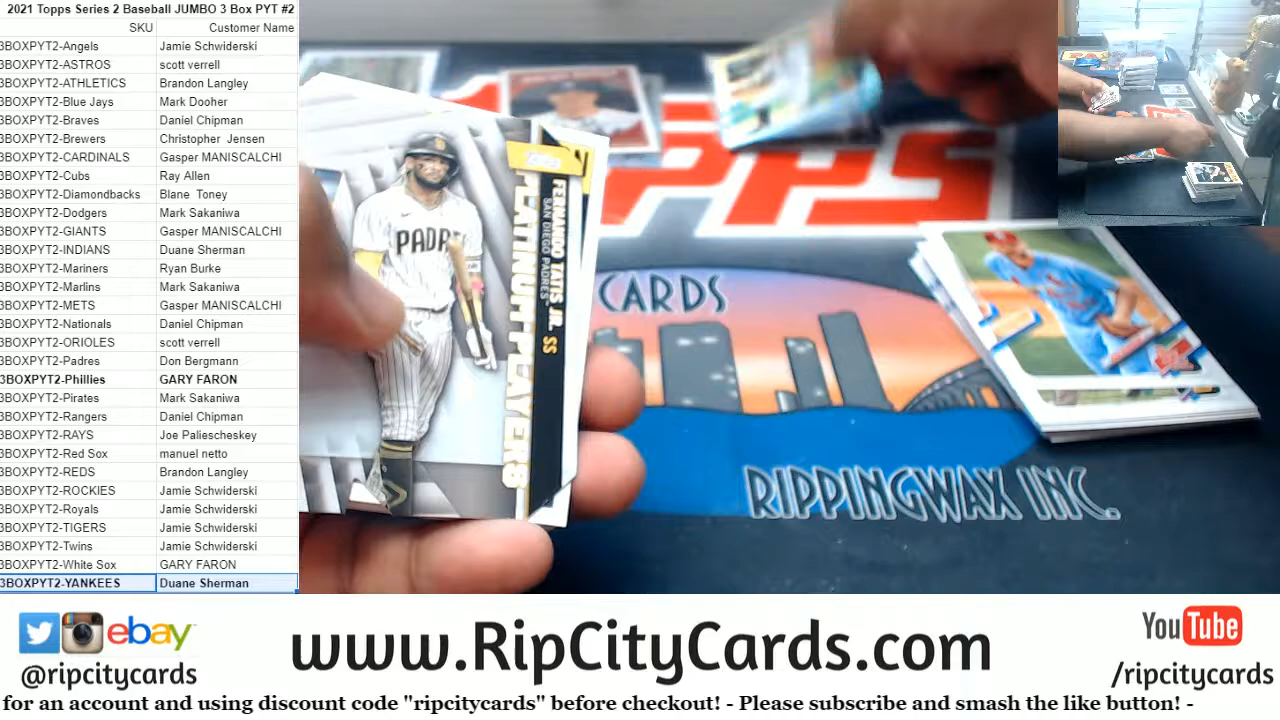 2021 Topps Series 2 Baseball JUMBO 3 Box PYT #2
SKU Customer Name
3BOXPYT2-Angels Jamie Schwiderski
3BOXPYT2-ASTROS scott verrell
3BOXPYT2-ATHLETICS Brandon Langley
3BOXPYT2-Blue Jays Mark Dooher
3BOXPYT2-Braves Daniel Chipman
3BOXPYT2-Brewers Christopher Jensen
3BOXPYT2-CARDINALS Gasper MANISCALCHI
3BOXPYT2-Cubs Ray Allen
3BOXPYT2-Diamondbacks Blane Toney
3BOXPYT2-Dodgers Mark Sakaniwa
3BOXPYT2-GIANTS Gasper MANISCALCHI
3BOXPYT2-INDIANS Duane Sherman
3BOXPYT2-Mariners Ryan Burke
3BOXPYT2-Marlins Mark Sakaniwa
3BOXPYT2-METS Gasper MANISCALCHI
3BOXPYT2-Nationals Daniel Chipman
3BOXPYT2-ORIOLES scott verrell
3BOXPYT2-Padres Don Bergmann
3BOXPYT2-Phillies GARY FARON
3BOXPYT2-Pirates Mark Sakaniwa
3BOXPYT2-Rangers Daniel Chipman
3BOXPYT2-RAYS Joe Paliescheskey
3BOXPYT2-Red Sox manuel netto
3BOXPYT2-REDS Brandon Langley
3BOXPYT2-ROCKIES Jamie Schwiderski
3BOXPYT2-Royals Jamie Schwiderski
3BOXPYT2-TIGERS Jamie Schwiderski
3BOXPYT2-Twins Jamie Schwiderski
3BOXPYT2-White Sox GARY FARON
3BOXPYT2-YANKEES Duane Sherman
TOPPS
FERNANDO TATIS JR. SS
SAN DIEGO PADRES
PLATINUM PLAYERS
PADRE
PPS
CARDS
RIPPINGWAX INC.
ebay
@ripcitycards
www.RipCityCards.com
YouTube
/ripcitycards
for an account and using discount code "ripcitycards" before checkout! - Please subscribe and smash the like button! -